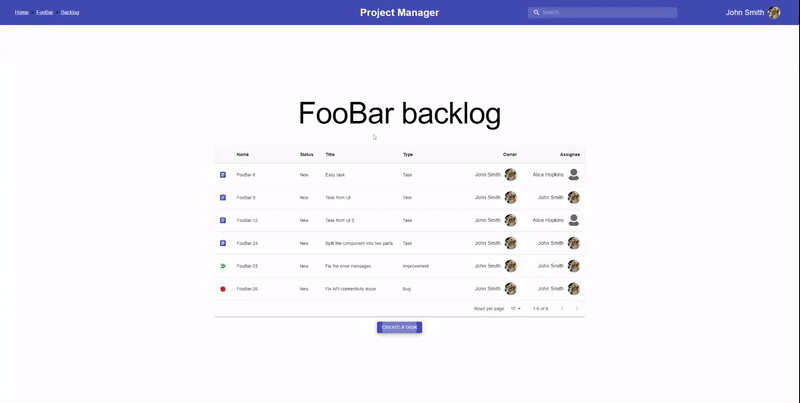 Home > FooBar > Backlog
Project Manager
Search…
John Smith
FooBar backlog
Name Status Title Type Owner Assignee
FooBar-8 New Easy task Task John Smith Alice Hopkins
FooBar-9 New Task from UI Task John Smith John Smith
FooBar-12 New Task from UI 3 Task John Smith Alice Hopkins
FooBar-24 New Split the component into two parts Task John Smith John Smith
FooBar-25 New Fix the error messages Improvement John Smith John Smith
FooBar-26 New Fix API connectivity issue Bug John Smith John Smith
Rows per page 10 1-6 of 6
CREATE A TASK